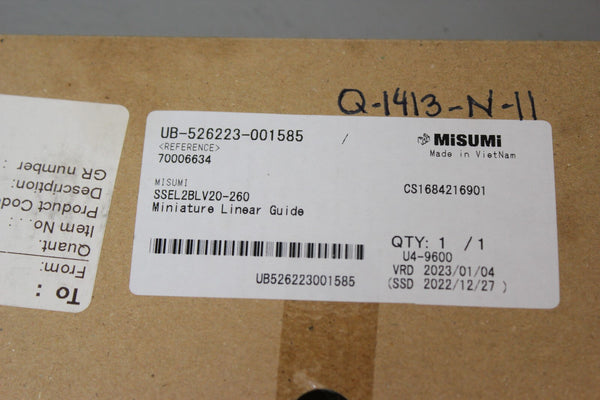 Q-1413-N-11
UB-526223-001585 /
<REFERENCE>
70006634
MiSUMi
Made in VietNam
MISUMI
SSEL2BLV20-260
Miniature Linear Guide
CS1684216901
QTY: 1 / 1
U4-9600
VRD 2023/01/04
(SSD 2022/12/27 )
UB526223001585
To :
From:
Quant.
Item No. :
Product Code
Description:
GR number :